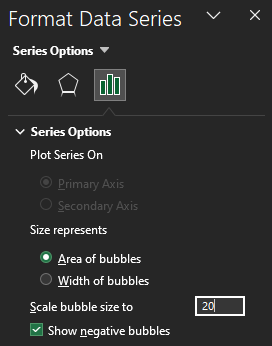 Format Data Series
Series Options
Series Options
Plot Series On
Primary Axis
Secondary Axis
Size represents
Area of bubbles
Width of bubbles
Scale bubble size to 20
Show negative bubbles